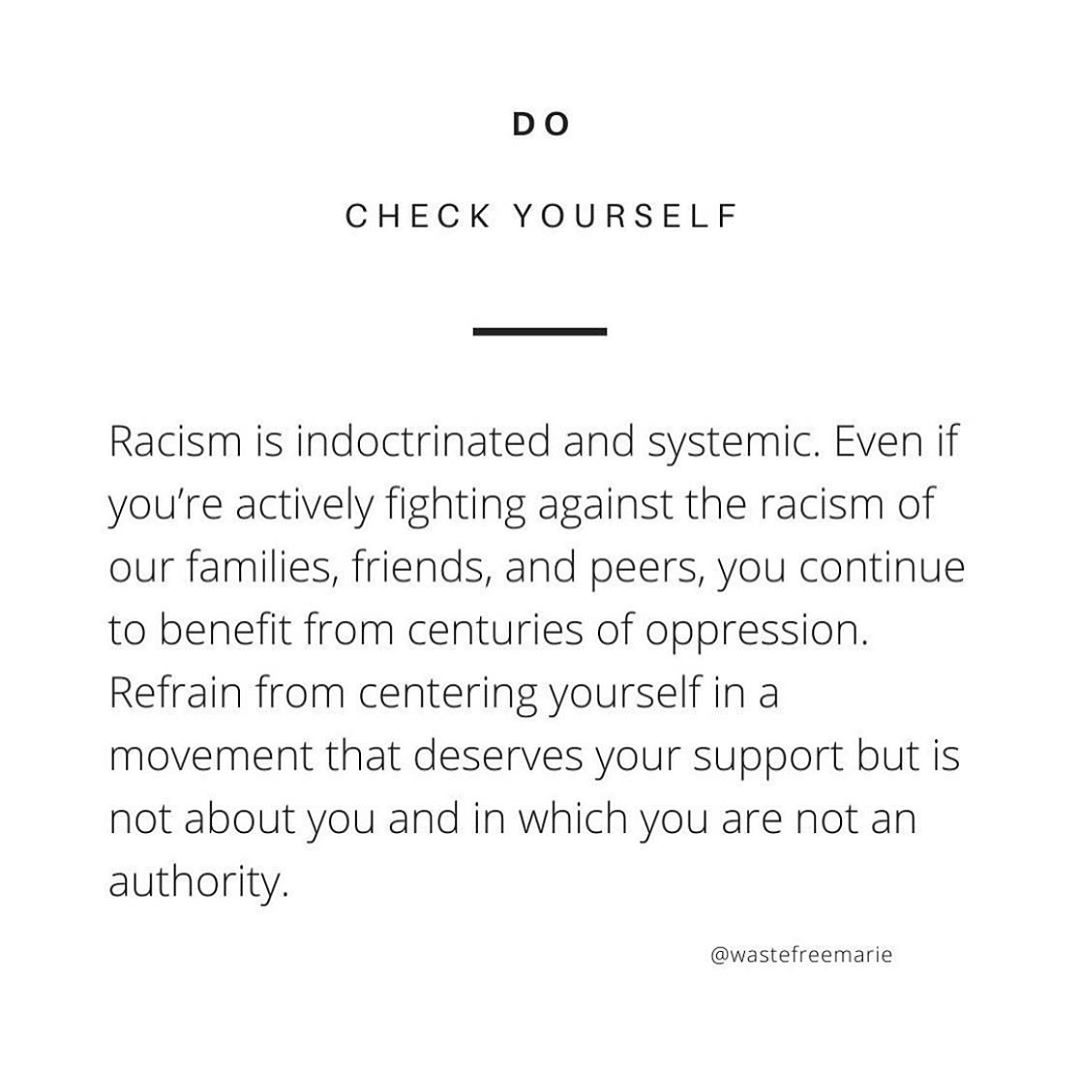 DO
CHECK YOURSELF
Racism is indoctrinated and systemic. Even if
you’re actively fighting against the racism of
our families, friends, and peers, you continue
to benefit from centuries of oppression.
Refrain from centering yourself in a
movement that deserves your support but is
not about you and in which you are not an
authority.
@wastefreemarie